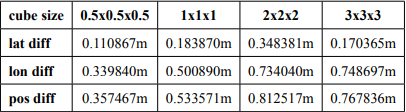 cube size 0.5x0.5x0.5 1x1x1 2x2x2 3x3x3
lat diff 0.110867m 0.183870m 0.348381m 0.170365m
lon diff 0.339840m 0.500890m 0.734040m 0.748697m
pos diff 0.357467m 0.533571m 0.812517m 0.767836m